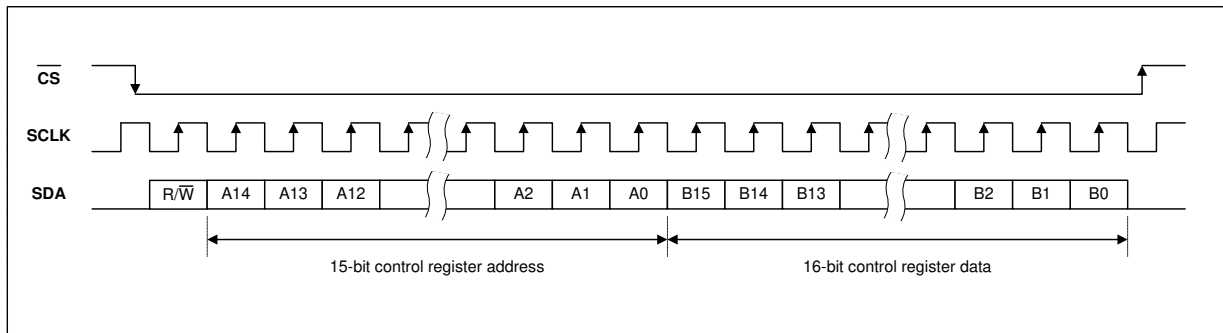 CS
SCLK
SDA R/W A14 A13 A12 A2 A1 A0 B15 B14 B13 B2 B1 B0
15-bit control register address 16-bit control register data